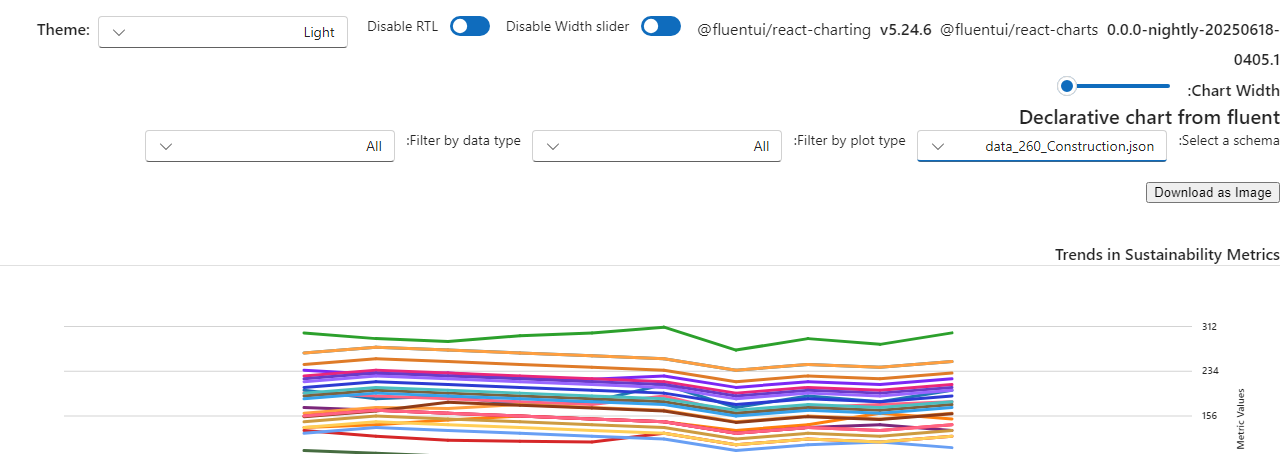 Theme: Light Disable RTL Disable Width slider @fluentui/react-charting v5.24.6 @fluentui/react-charts 0.0.0-nightly-20250618-
0405.1
:Chart Width
Declarative chart from fluent
:Select a schema data_260_Construction.json :Filter by plot type All :Filter by data type All
Download as Image
Trends in Sustainability Metrics
312
234
156
Metric Values